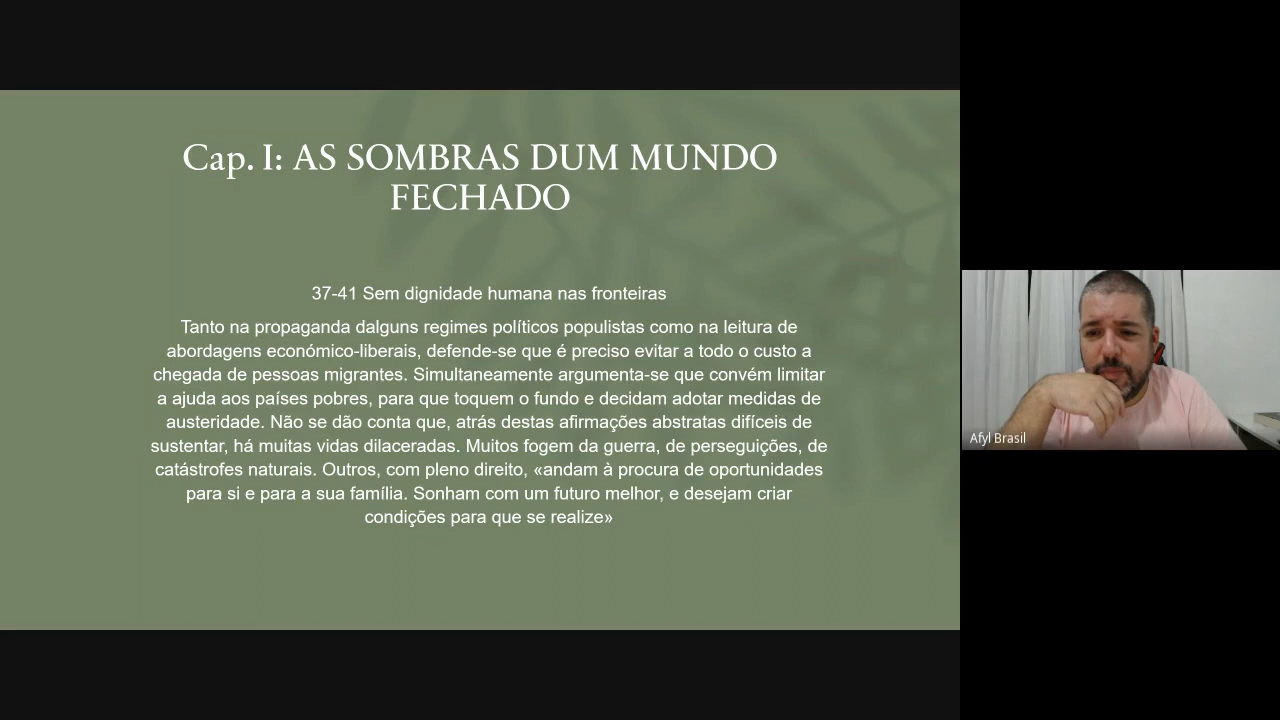 Cap. I: AS SOMBRAS DUM MUNDO
FECHADO
37-41 Sem dignidade humana nas fronteiras
Tanto na propaganda dalguns regimes políticos populistas como na leitura de
abordagens económico-liberais, defende-se que é preciso evitar a todo o custo a
chegada de pessoas migrantes. Simultaneamente argumenta-se que convém limitar
a ajuda aos países pobres, para que toquem o fundo e decidam adotar medidas de
austeridade. Não se dão conta que, atrás destas afirmações abstratas difíceis de
sustentar, há muitas vidas dilaceradas. Muitos fogem da guerra, de perseguições, de
catástrofes naturais. Outros, com pleno direito, «andam à procura de oportunidades
para si e para a sua família. Sonham com um futuro melhor, e desejam criar
condições para que se realize»
Afyl Brasil